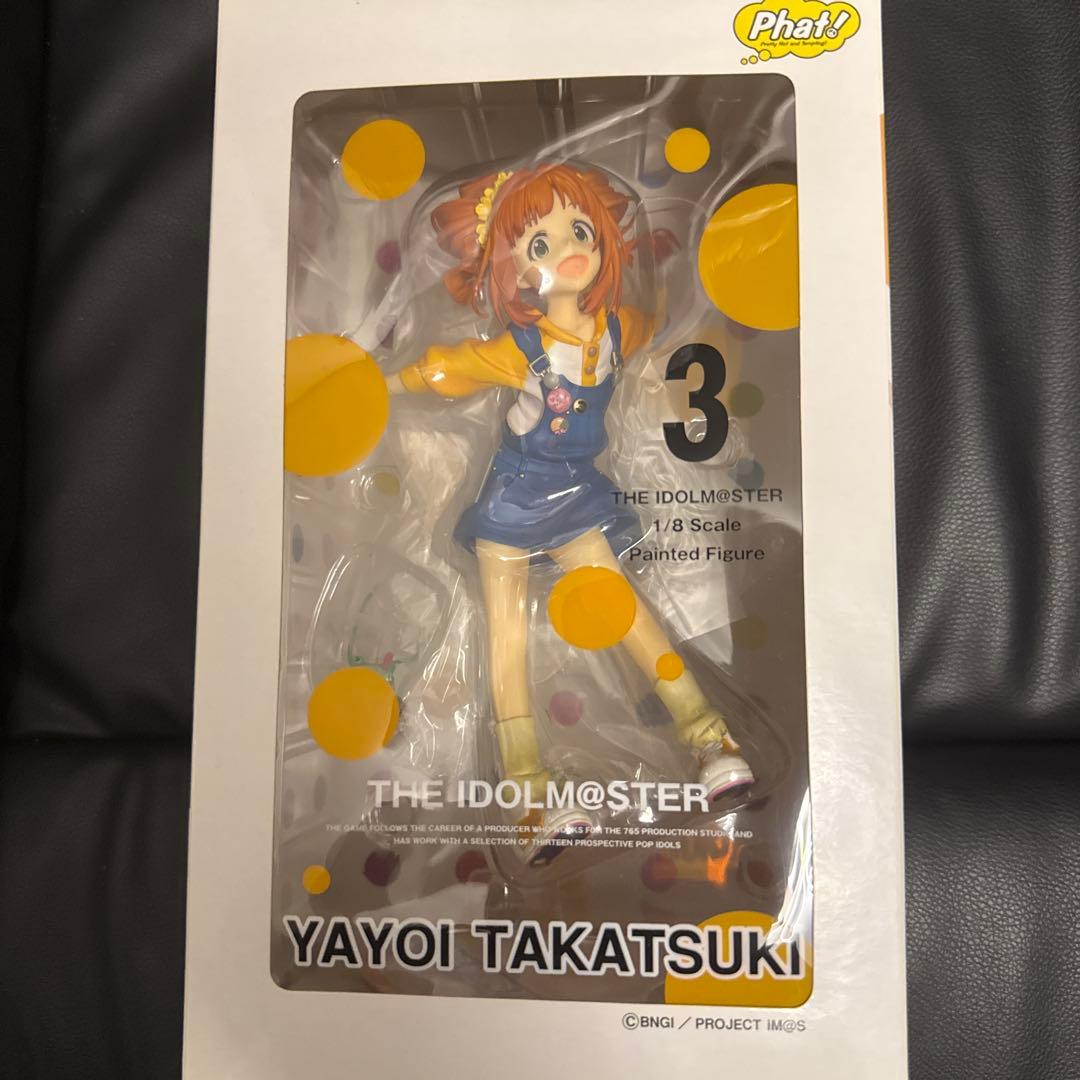 Phat!
Pretty Hot and Tempting!
3
THE IDOLM@STER
1/8 Scale
Painted Figure
THE IDOLM@STER
THE GAME FOLLOWS THE CAREER OF A PRODUCER WHO WORKS FOR THE 765 PRODUCTION STUDIO AND
HAS WORK WITH A SELECTION OF THIRTEEN PROSPECTIVE POP IDOLS
YAYOI TAKATSUKI
©BNGI / PROJECT iM@S